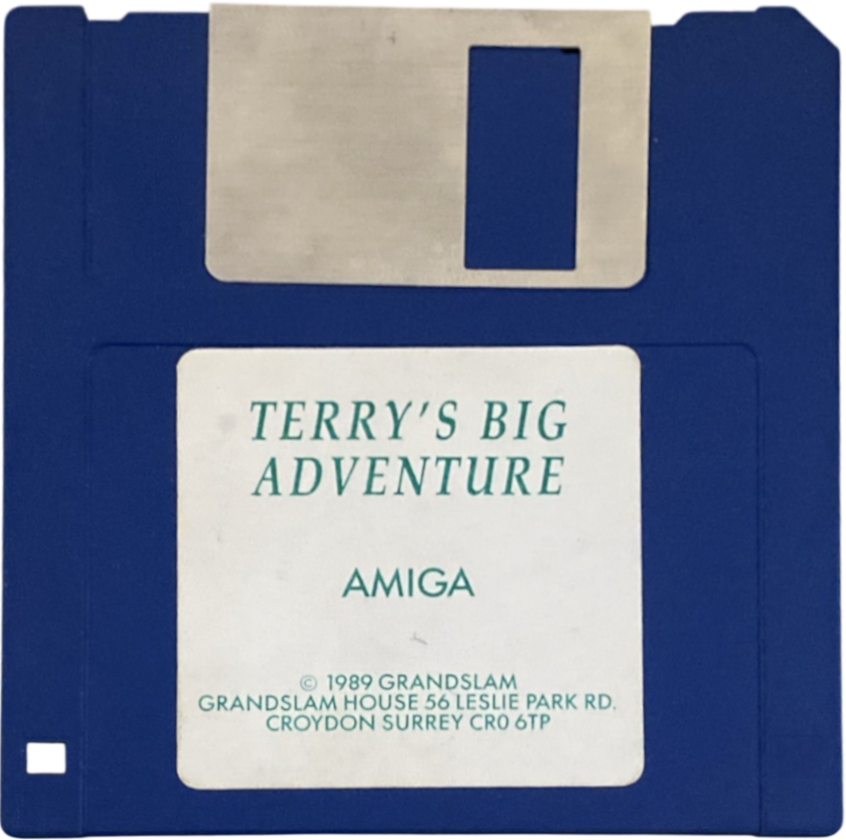 TERRY'S BIG
ADVENTURE
AMIGA
© 1989 GRANDSLAM
GRANDSLAM HOUSE 56 LESLIE PARK RD.
CROYDON SURREY CR0 6TP